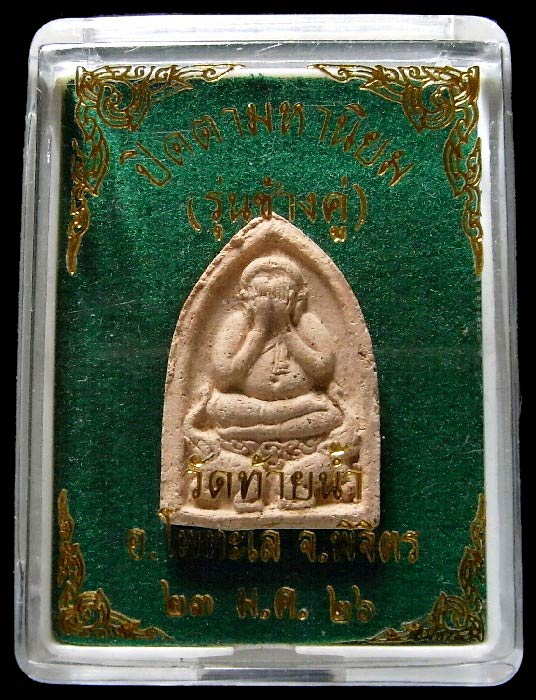 ปิดตามหานิยม
(รุ่นช้างคู่)
วัดท้ายน้ำ
อ.โพทะเล จ.พิจิตร
๒๓ ม.ค. ๒๖